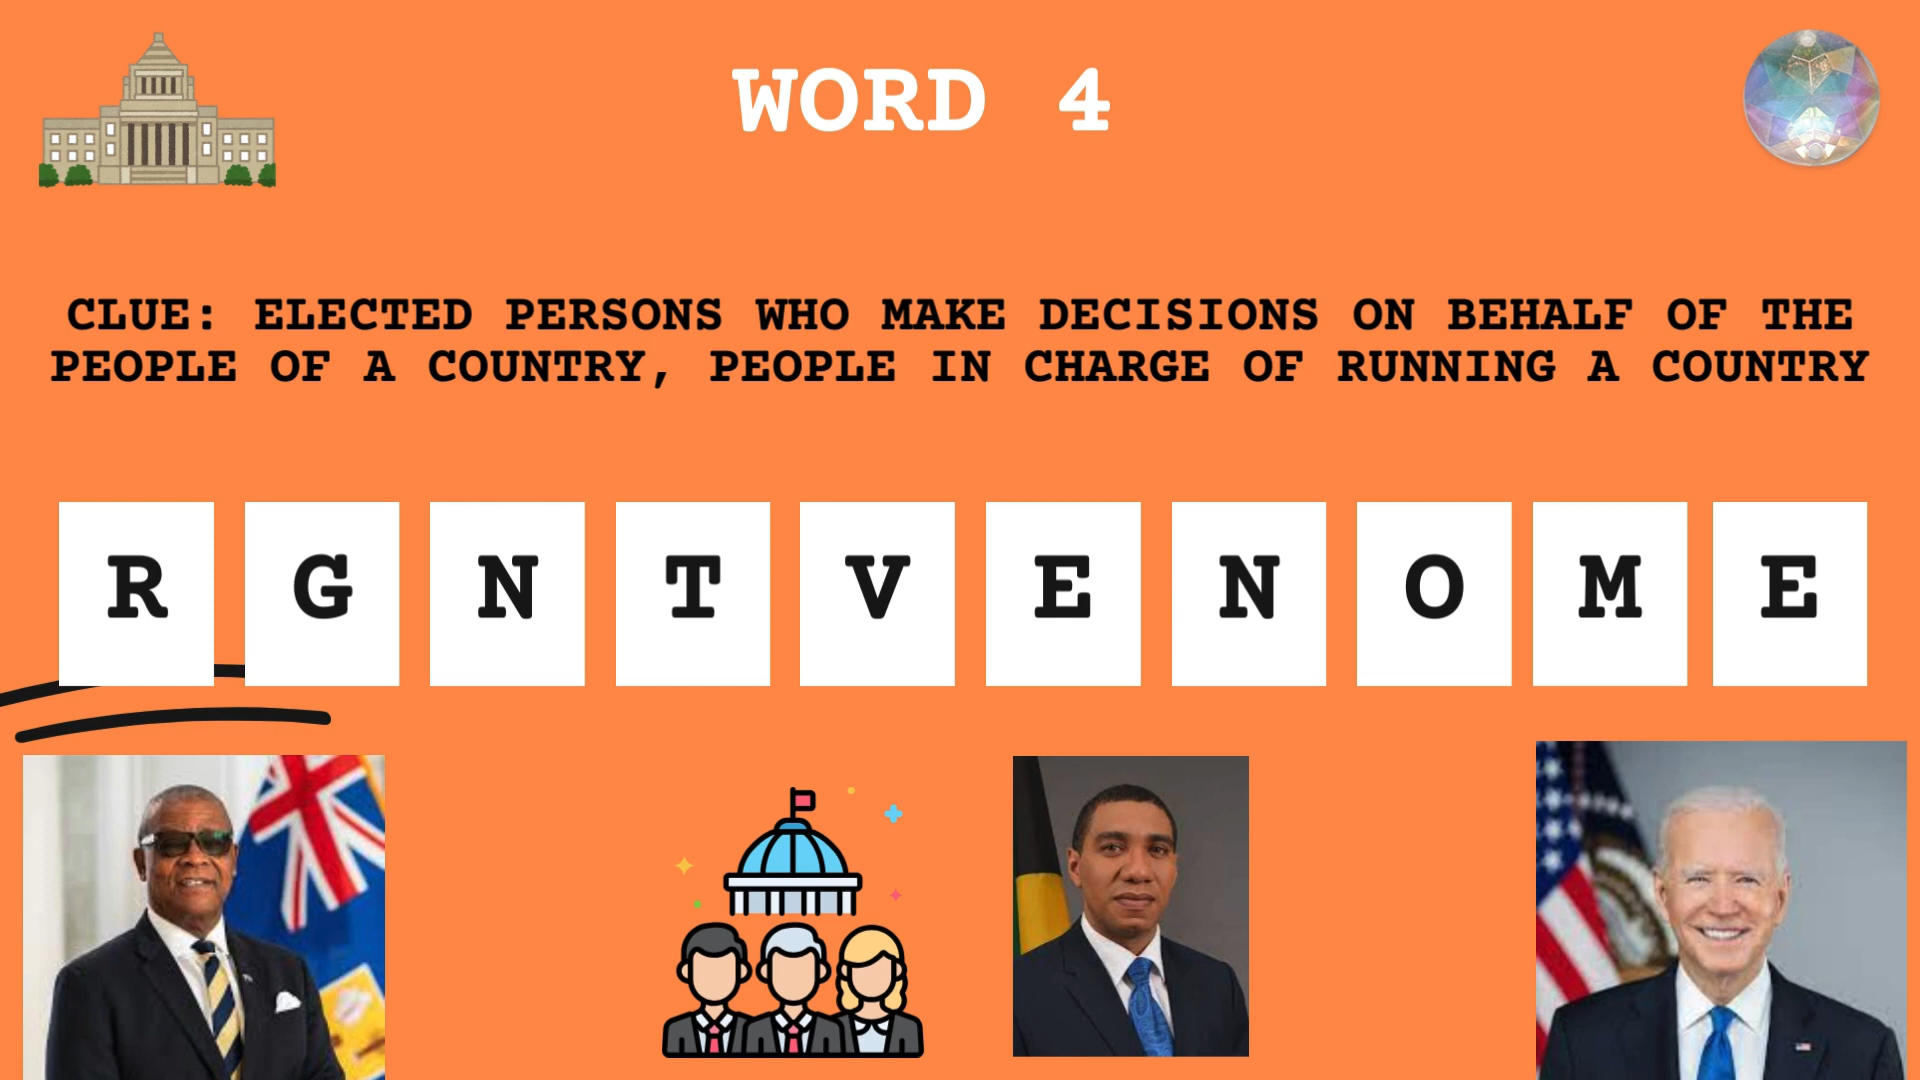 WORD 4
CLUE: ELECTED PERSONS WHO MAKE DECISIONS ON BEHALF OF THE
PEOPLE OF A COUNTRY, PEOPLE IN CHARGE OF RUNNING A COUNTRY
R G N T V E N O M E